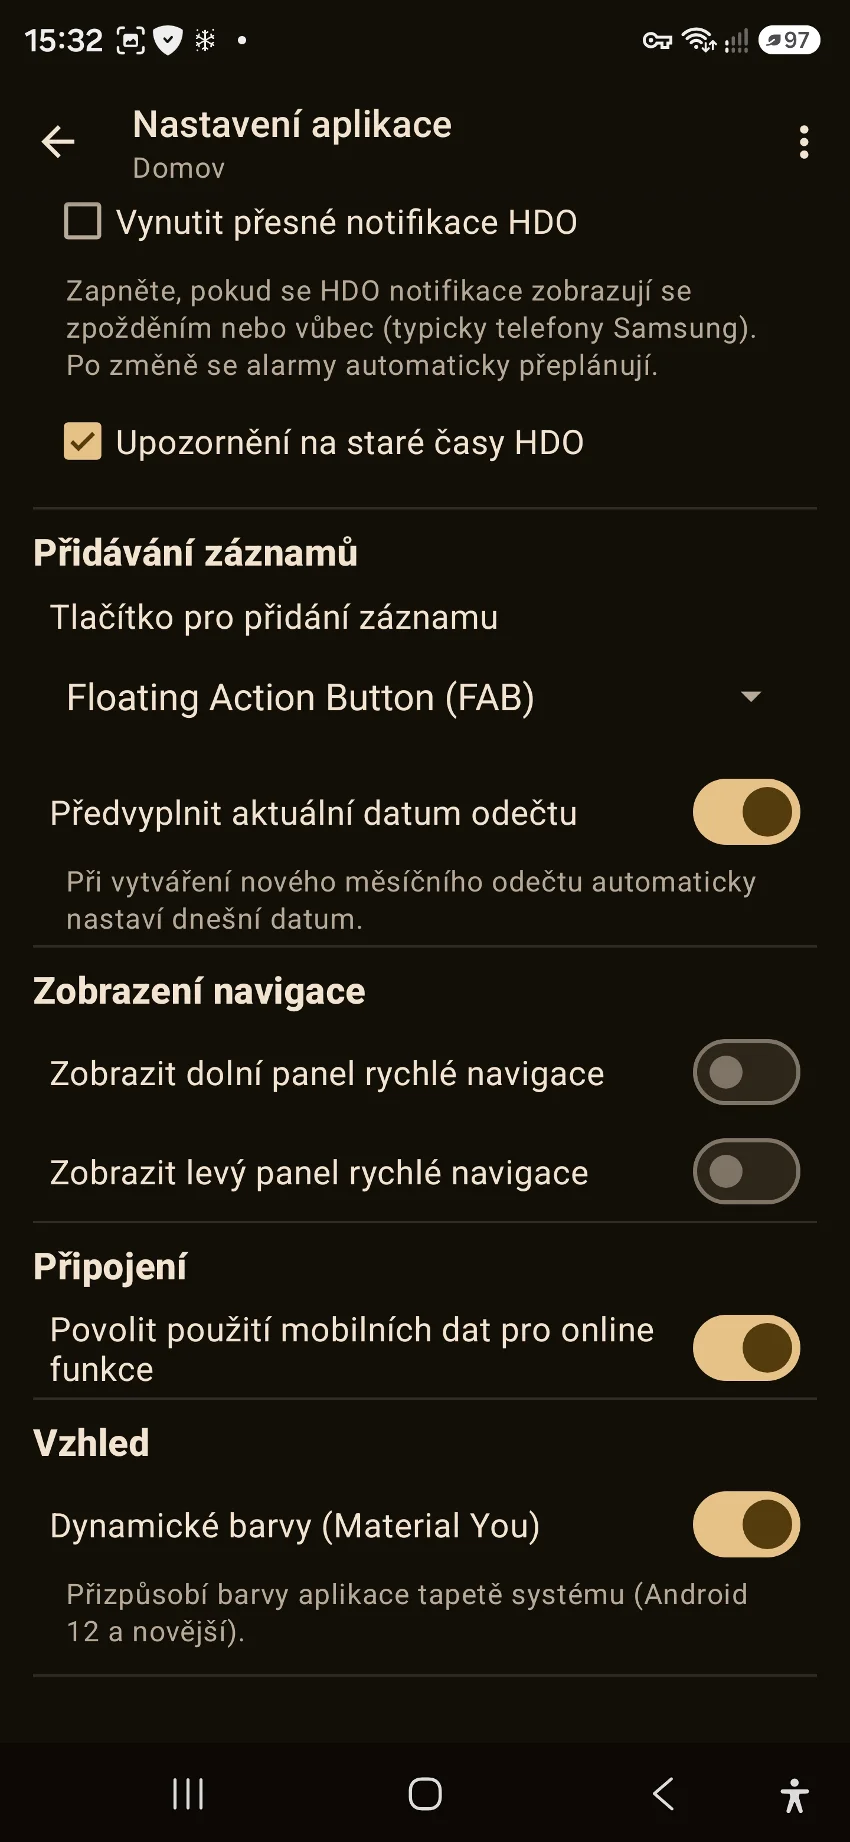 15:32
97
Nastavení aplikace
Domov
Vynutit přesné notifikace HDO
Zapněte, pokud se HDO notifikace zobrazují se
zpožděním nebo vůbec (typicky telefony Samsung).
Po změně se alarmy automaticky přeplánují.
Upozornění na staré časy HDO
Přidávání záznamů
Tlačítko pro přidání záznamu
Floating Action Button (FAB)
Předvyplnit aktuální datum odečtu
Při vytváření nového měsíčního odečtu automaticky
nastaví dnešní datum.
Zobrazení navigace
Zobrazit dolní panel rychlé navigace
Zobrazit levý panel rychlé navigace
Připojení
Povolit použití mobilních dat pro online
funkce
Vzhled
Dynamické barvy (Material You)
Přizpůsobí barvy aplikace tapetě systému (Android
12 a novější).